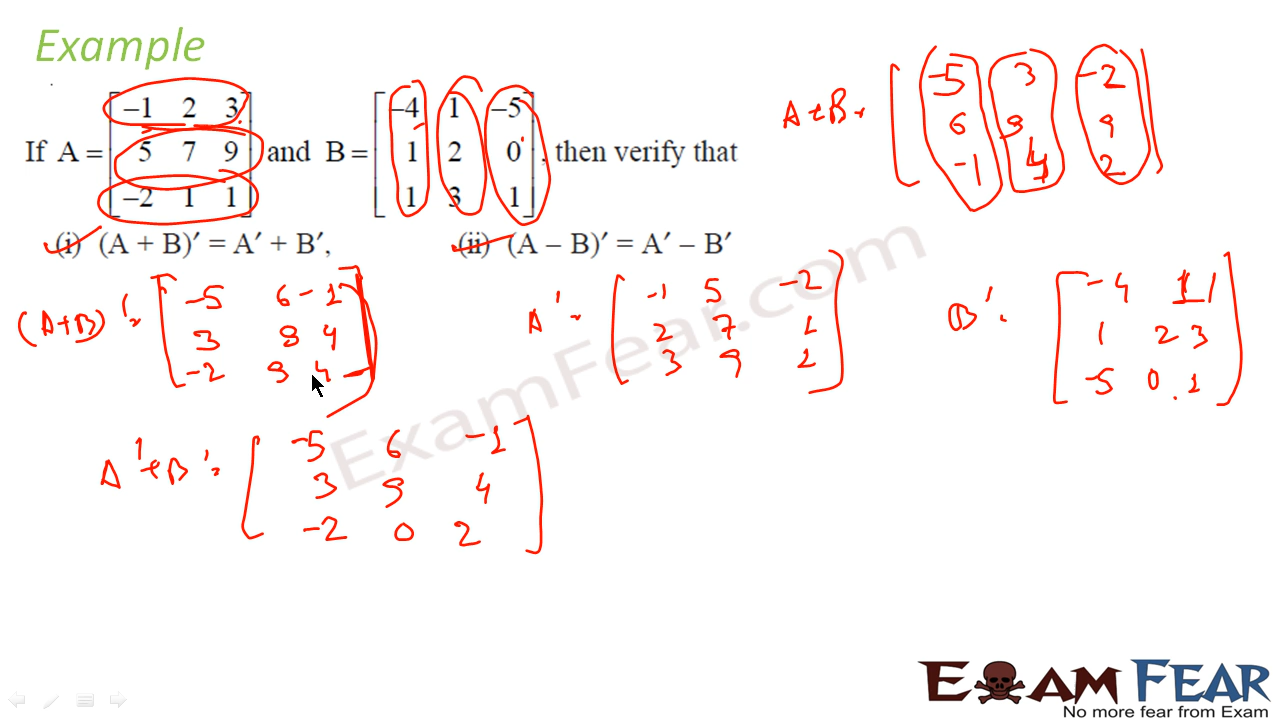 Example
If A = [ −1 2 3
5 7 9
−2 1 1 ] and B = [ −4 1 −5
1 2 0
1 3 1 ], then verify that
(i) (A + B)′ = A′ + B′, (ii) (A – B)′ = A′ – B′
A+B = [ -5 3 -2
6 9 9
-1 4 2 ]
(A+B)' = [ -5 6 -1
3 9 4
-2 9 4 ]
A' = [ -1 5 -2
2 7 1
3 9 1 ]
B' = [ -4 1 1
1 2 3
-5 0 1 ]
A' + B' = [ -5 6 -1
3 9 4
-2 0 2 ]
ExamFear.com
EXAM FEAR
No more fear from Exam